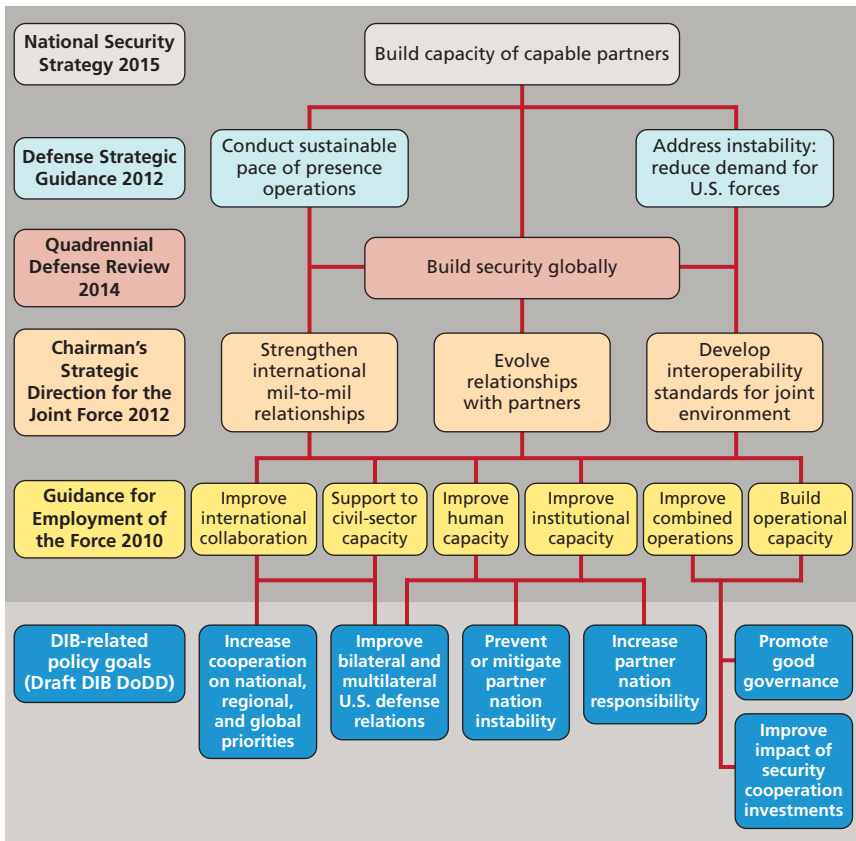 National Security
Strategy 2015
Build capacity of capable partners
Defense Strategic
Guidance 2012
Conduct sustainable
pace of presence
operations
Address instability:
reduce demand for
U.S. forces
Quadrennial
Defense Review
2014
Build security globally
Chairman’s
Strategic
Direction for the
Joint Force 2012
Strengthen
international
mil-to-mil
relationships
Evolve
relationships
with partners
Develop
interoperability
standards for joint
environment
Guidance for
Employment of
the Force 2010
Improve
international
collaboration
Support to
civil-sector
capacity
Improve
human
capacity
Improve
institutional
capacity
Improve
combined
operations
Build
operational
capacity
DIB-related
policy goals
(Draft DIB DoDD)
Increase
cooperation
on national,
regional,
and global
priorities
Improve
bilateral and
multilateral
U.S. defense
relations
Prevent
or mitigate
partner
nation
instability
Increase
partner
nation
responsibility
Promote
good
governance
Improve
impact of
security
cooperation
investments